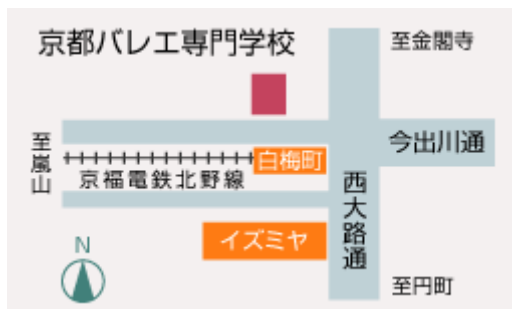 京都バレエ専門学校
至金閣寺
今出川通
至嵐山
白梅町
京福電鉄北野線
西大路通
イズミヤ
N
至円町